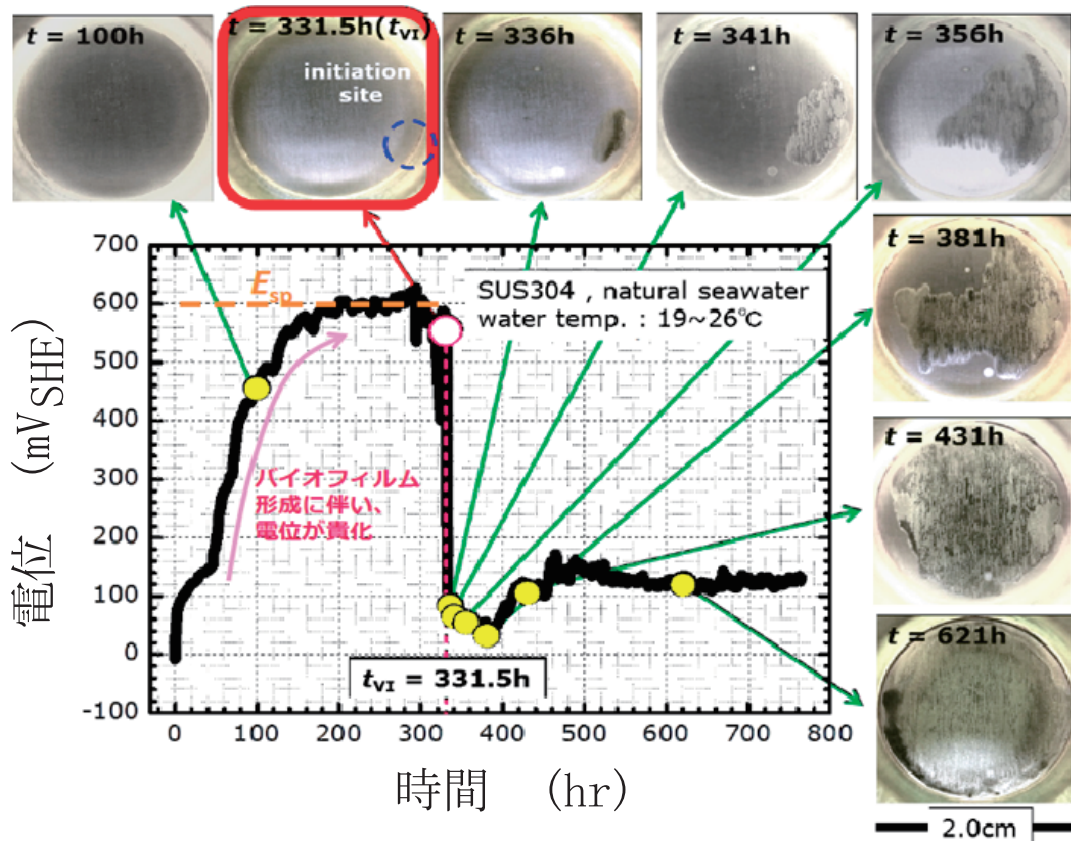 t = 100h
t = 331.5h(tVI)
initiation
site
t = 336h
t = 341h
t = 356h
t = 381h
t = 431h
t = 621h
2.0cm
700
600
500
400
300
200
100
0
-100
Esp
SUS304 , natural seawater
water temp. : 19~26℃
バイオフィルム
形成に伴い、
電位が貴化
tVI = 331.5h
0 100 200 300 400 500 600 700 800
電位 (mVSHE)
時間 (hr)